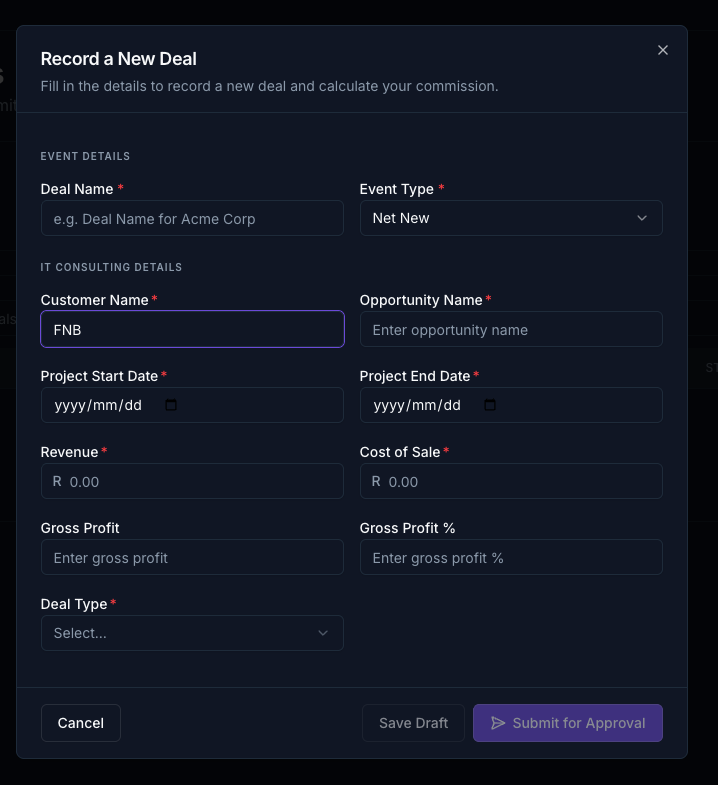 Record a New Deal
Fill in the details to record a new deal and calculate your commission.
EVENT DETAILS
Deal Name * Event Type *
e.g. Deal Name for Acme Corp Net New
IT CONSULTING DETAILS
Customer Name* Opportunity Name*
FNB Enter opportunity name
Project Start Date* Project End Date*
yyyy/mm/dd yyyy/mm/dd
Revenue* Cost of Sale*
R 0.00 R 0.00
Gross Profit Gross Profit %
Enter gross profit Enter gross profit %
Deal Type*
Select...
Cancel Save Draft Submit for Approval